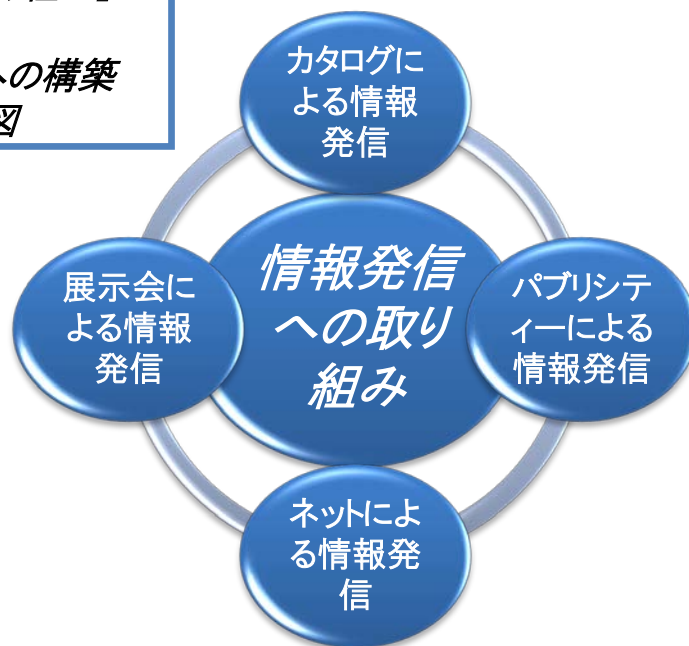 への構築
図
カタログに
よる情報
発信
情報発信
への取り
組み
展示会に
よる情報
発信
パブリシテ
ィーによる
情報発信
ネットによ
る情報発
信